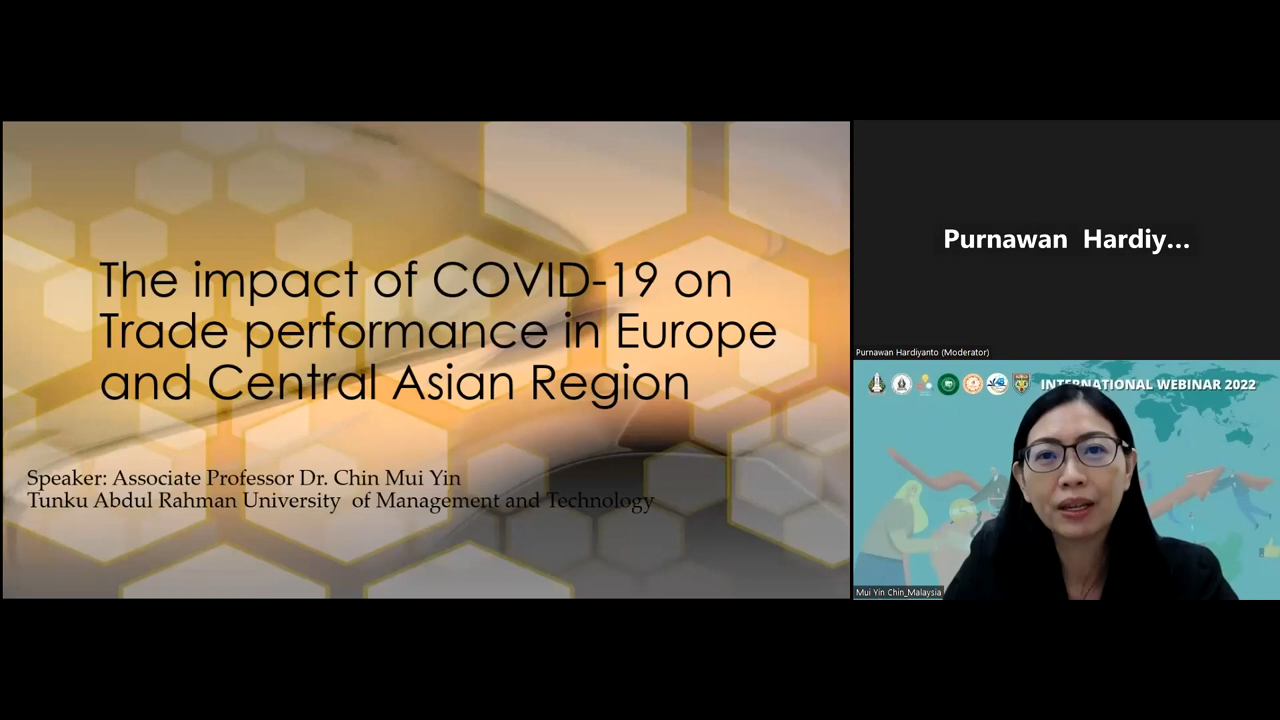 The impact of COVID-19 on
Trade performance in Europe
and Central Asian Region
Speaker: Associate Professor Dr. Chin Mui Yin
Tunku Abdul Rahman University of Management and Technology
Purnawan Hardiy...
Purnawan Hardiyanto (Moderator)
INTERNATIONAL WEBINAR 2022
Mui Yin Chin_Malaysia